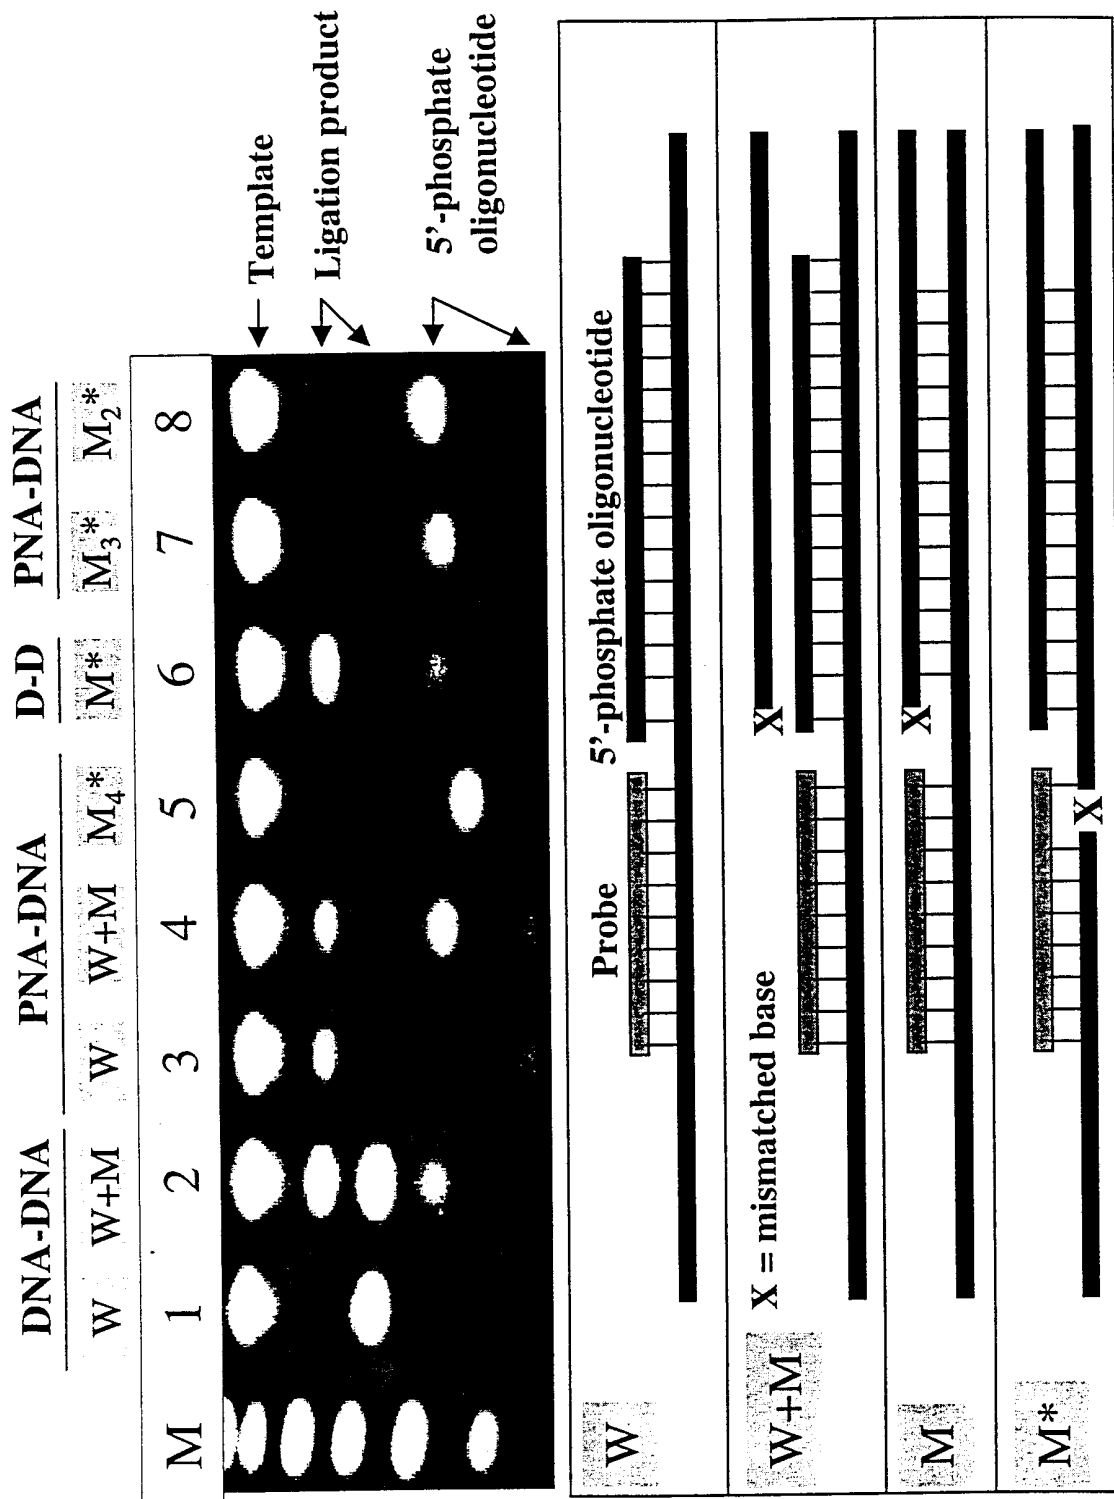 DNA-DNA PNA-DNA D-D PNA-DNA
W W+M W W+M M4* M* M3* M2*
M 1 2 3 4 5 6 7 8
Template
Ligation product
5'-phosphate
oligonucleotide
W
Probe 5'-phosphate oligonucleotide
W+M
X = mismatched base
X
M
X
M*
X